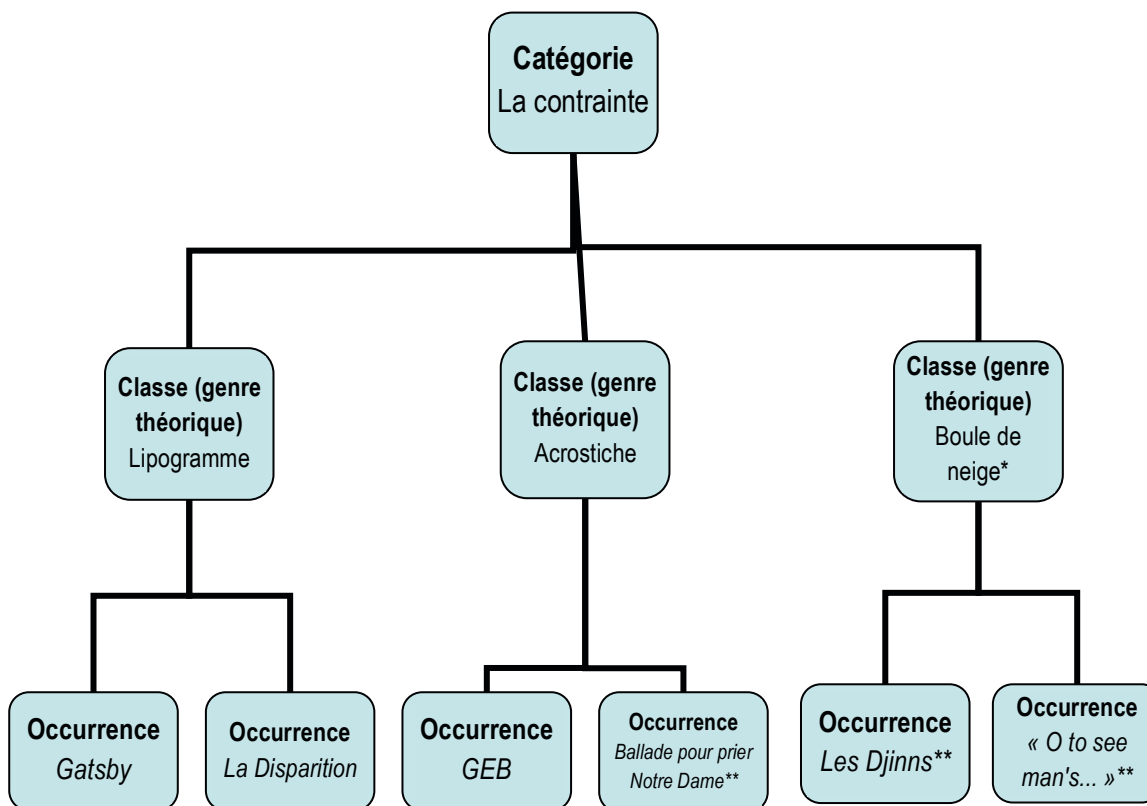 Catégorie
La contrainte
Classe (genre
théorique)
Lipogramme
Classe (genre
théorique)
Acrostiche
Classe (genre
théorique)
Boule de
neige*
Occurrence
Gatsby
Occurrence
La Disparition
Occurrence
GEB
Occurrence
Ballade pour prier
Notre Dame**
Occurrence
Les Djinns**
Occurrence
« O to see
man's... »**